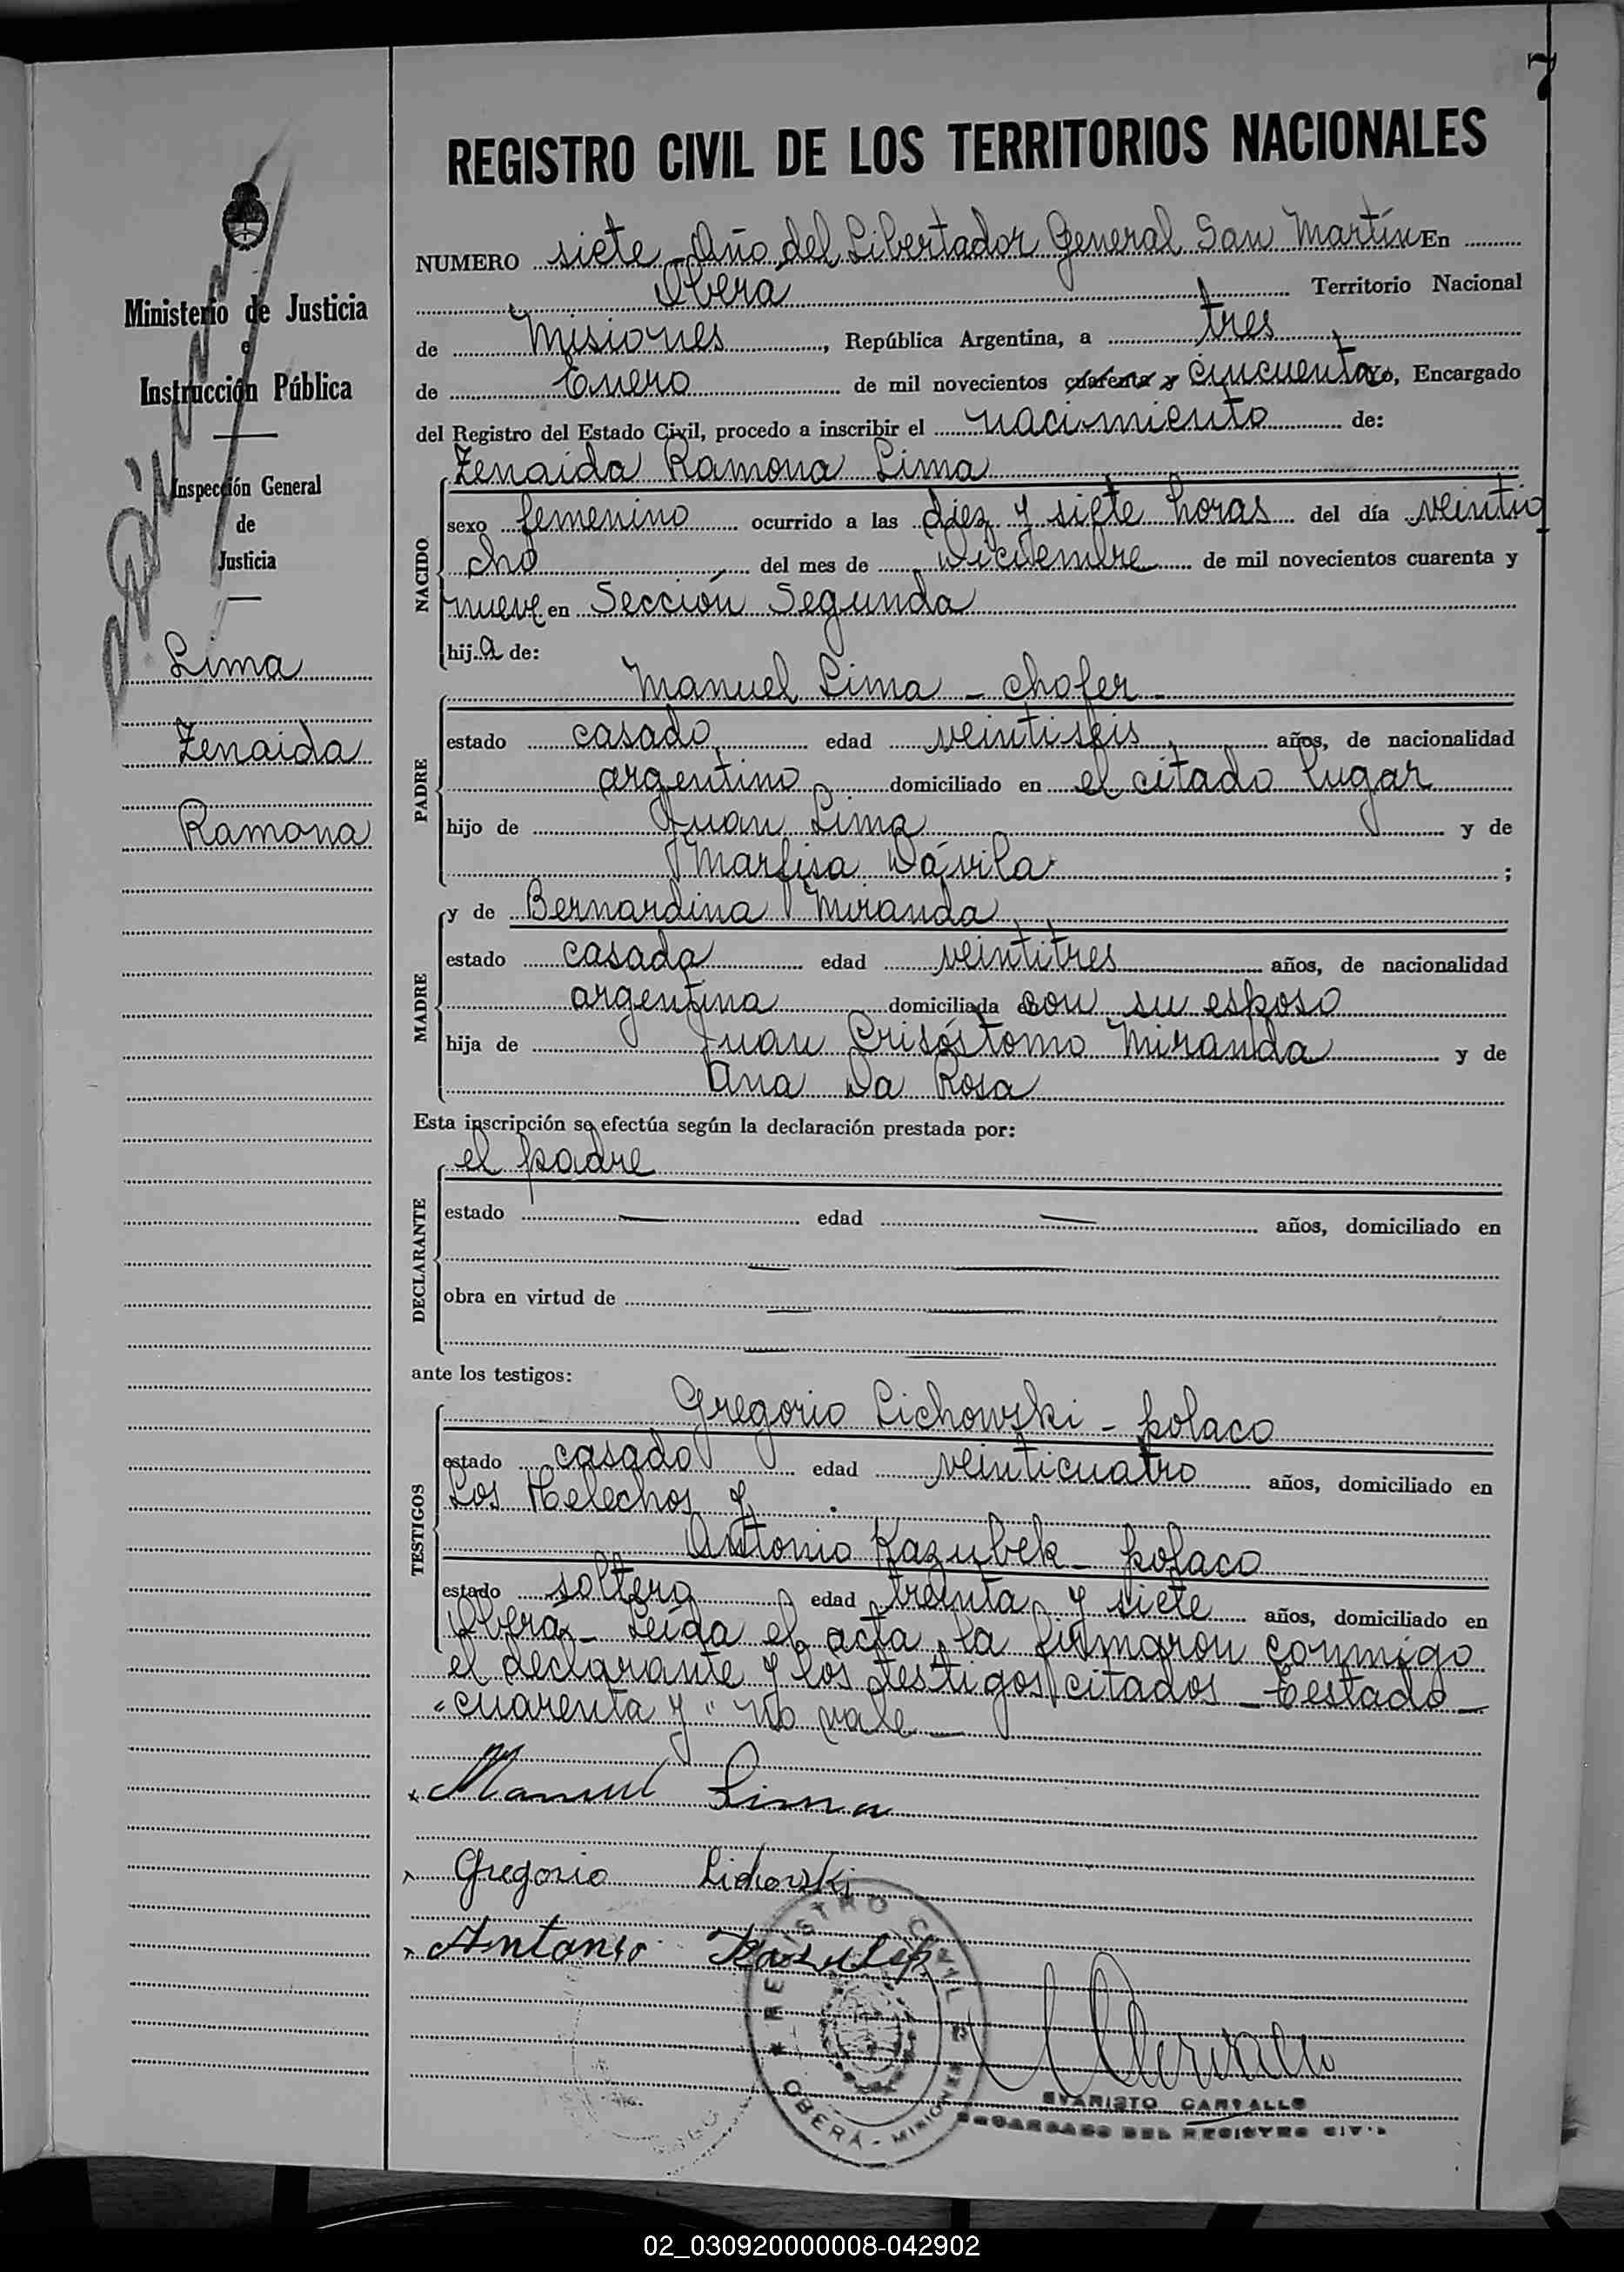 7
REGISTRO CIVIL DE LOS TERRITORIOS NACIONALES
NUMERO siete - Año del Libertador General San Martín En
Oberá Territorio Nacional
de Misiones, República Argentina, a tres
de Enero de mil novecientos cuarenta y cincuenta yo, Encargado
del Registro del Estado Civil, procedo a inscribir el nacimiento de:
Ministerio de Justicia
e
Instrucción Pública
Inspección General
de
Justicia
Lima
Zenaida
Ramona
NACIDO
Zenaida Ramona Lima
sexo femenino ocurrido a las diez y siete horas del día veintio
cho del mes de Diciembre de mil novecientos cuarenta y
nueve en Sección Segunda
hija de:
PADRE
Manuel Lima - chofer -
estado casado edad veintiseis años, de nacionalidad
argentino domiciliado en el citado lugar
hijo de Juan Lima y de
Marfisa Dávila ;
MADRE
y de Bernardina Miranda
estado casada edad veintitres años, de nacionalidad
argentina domiciliada con su esposo
hija de Juan Crisóstomo Miranda y de
Ana Da Rosa
Esta inscripción se efectúa según la declaración prestada por:
DECLARANTE
el padre
estado — edad — años, domiciliado en
obra en virtud de
ante los testigos:
TESTIGOS
Gregorio Lichowski - polaco
estado casado edad veinticuatro años, domiciliado en
Los Helechos y
Antonio Kazubek - polaco
estado soltero edad treinta y siete años, domiciliado en
Oberá - Leída el acta, la firmaron conmigo
el declarante y los testigos citados - Testado -
"cuarenta y" No vale -
Manuel Lima
Gregorio Lichowski
Antonio Kazubek
REGISTRO CIVIL
OBERÁ - MISIONES
EVARISTO CARVALLO
ENCARGADO DEL REGISTRO CIVIL
02_030920000008-042902